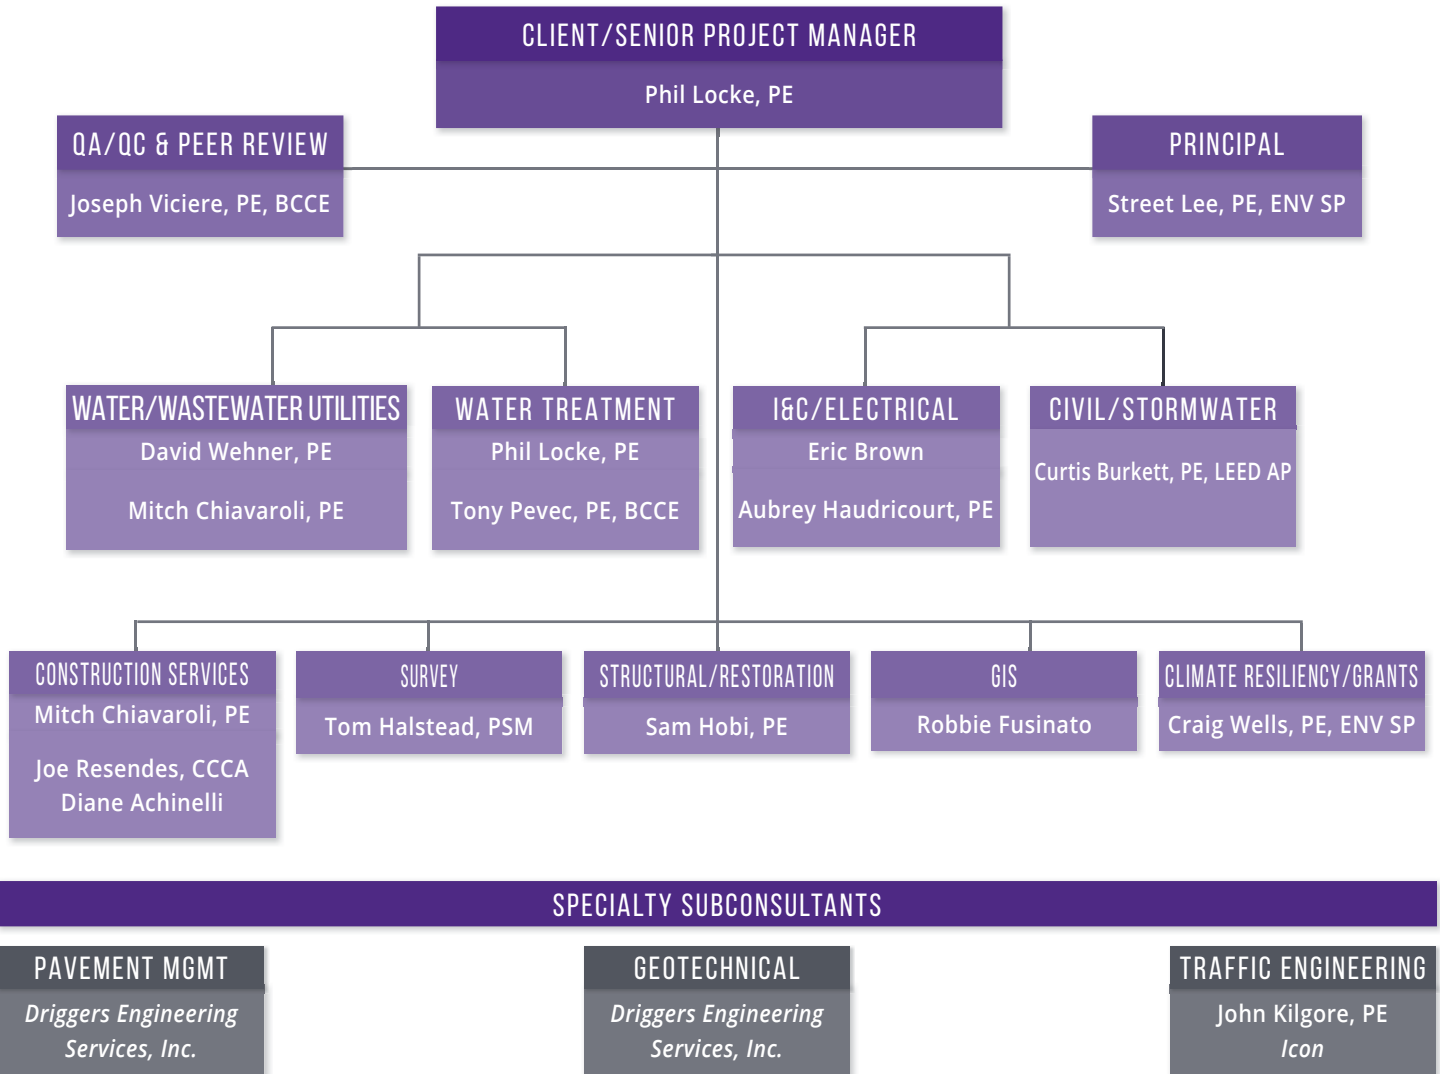 CLIENT/SENIOR PROJECT MANAGER
Phil Locke, PE
QA/QC & PEER REVIEW
Joseph Viciere, PE, BCCE
PRINCIPAL
Street Lee, PE, ENV SP
WATER/WASTEWATER UTILITIES
David Wehner, PE
Mitch Chiavaroli, PE
WATER TREATMENT
Phil Locke, PE
Tony Pevec, PE, BCCE
I&C/ELECTRICAL
Eric Brown
Aubrey Haudricourt, PE
CIVIL/STORMWATER
Curtis Burkett, PE, LEED AP
CONSTRUCTION SERVICES
Mitch Chiavaroli, PE
Joe Resendes, CCCA
Diane Achinelli
SURVEY
Tom Halstead, PSM
STRUCTURAL/RESTORATION
Sam Hobi, PE
GIS
Robbie Fusinato
CLIMATE RESILIENCY/GRANTS
Craig Wells, PE, ENV SP
SPECIALTY SUBCONSULTANTS
PAVEMENT MGMT
Driggers Engineering
Services, Inc.
GEOTECHNICAL
Driggers Engineering
Services, Inc.
TRAFFIC ENGINEERING
John Kilgore, PE
Icon